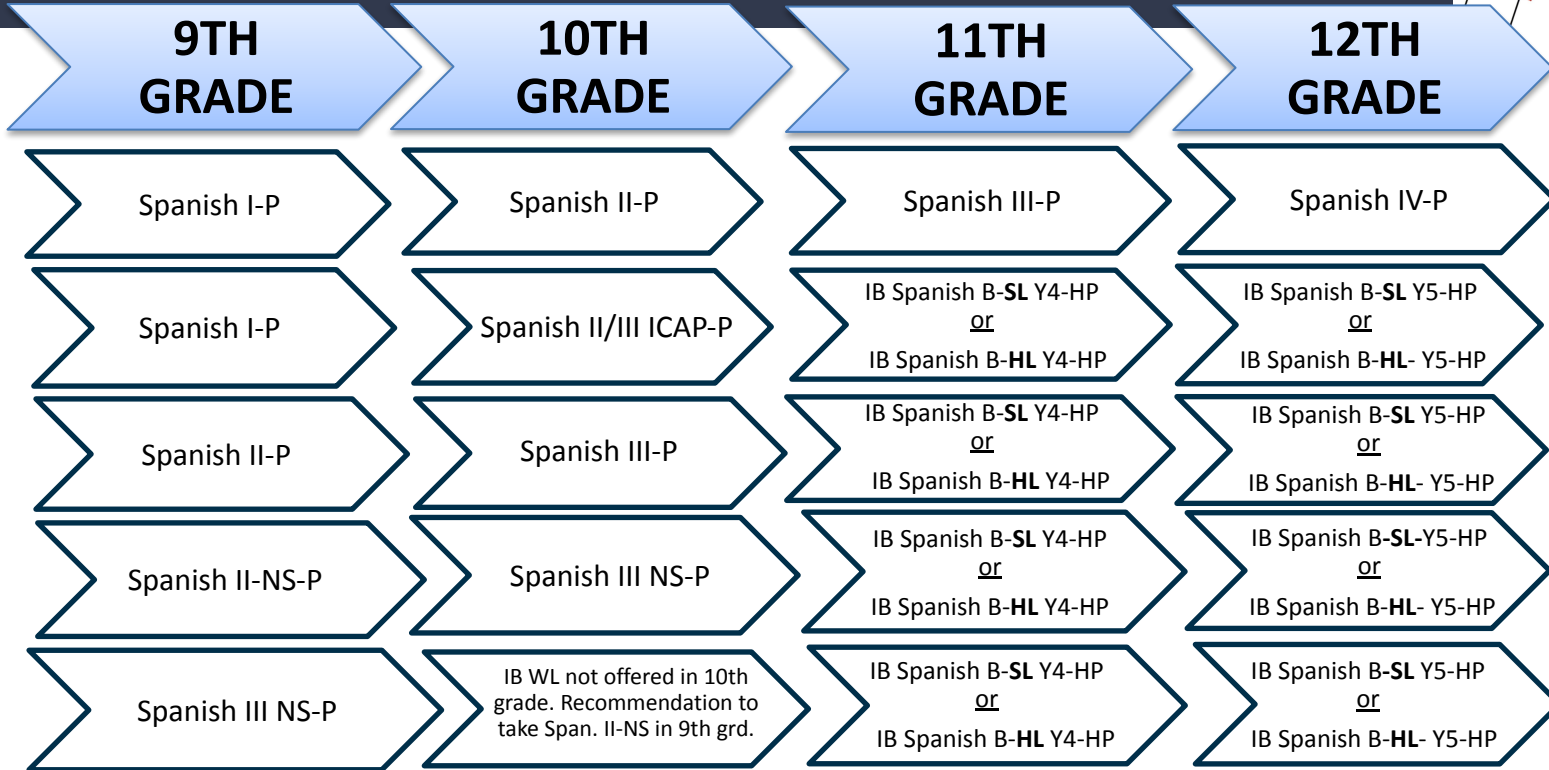 9TH
GRADE
10TH
GRADE
11TH
GRADE
12TH
GRADE
Spanish I-P
Spanish II-P
Spanish III-P
Spanish IV-P
Spanish I-P
Spanish II/III ICAP-P
IB Spanish B-SL Y4-HP
or
IB Spanish B-HL Y4-HP
IB Spanish B-SL Y5-HP
or
IB Spanish B-HL- Y5-HP
Spanish II-P
Spanish III-P
IB Spanish B-SL Y4-HP
or
IB Spanish B-HL Y4-HP
IB Spanish B-SL Y5-HP
or
IB Spanish B-HL- Y5-HP
Spanish II-NS-P
Spanish III NS-P
IB Spanish B-SL Y4-HP
or
IB Spanish B-HL Y4-HP
IB Spanish B-SL-Y5-HP
or
IB Spanish B-HL- Y5-HP
Spanish III NS-P
IB WL not offered in 10th
grade. Recommendation to
take Span. II-NS in 9th grd.
IB Spanish B-SL Y4-HP
or
IB Spanish B-HL Y4-HP
IB Spanish B-SL Y5-HP
or
IB Spanish B-HL- Y5-HP